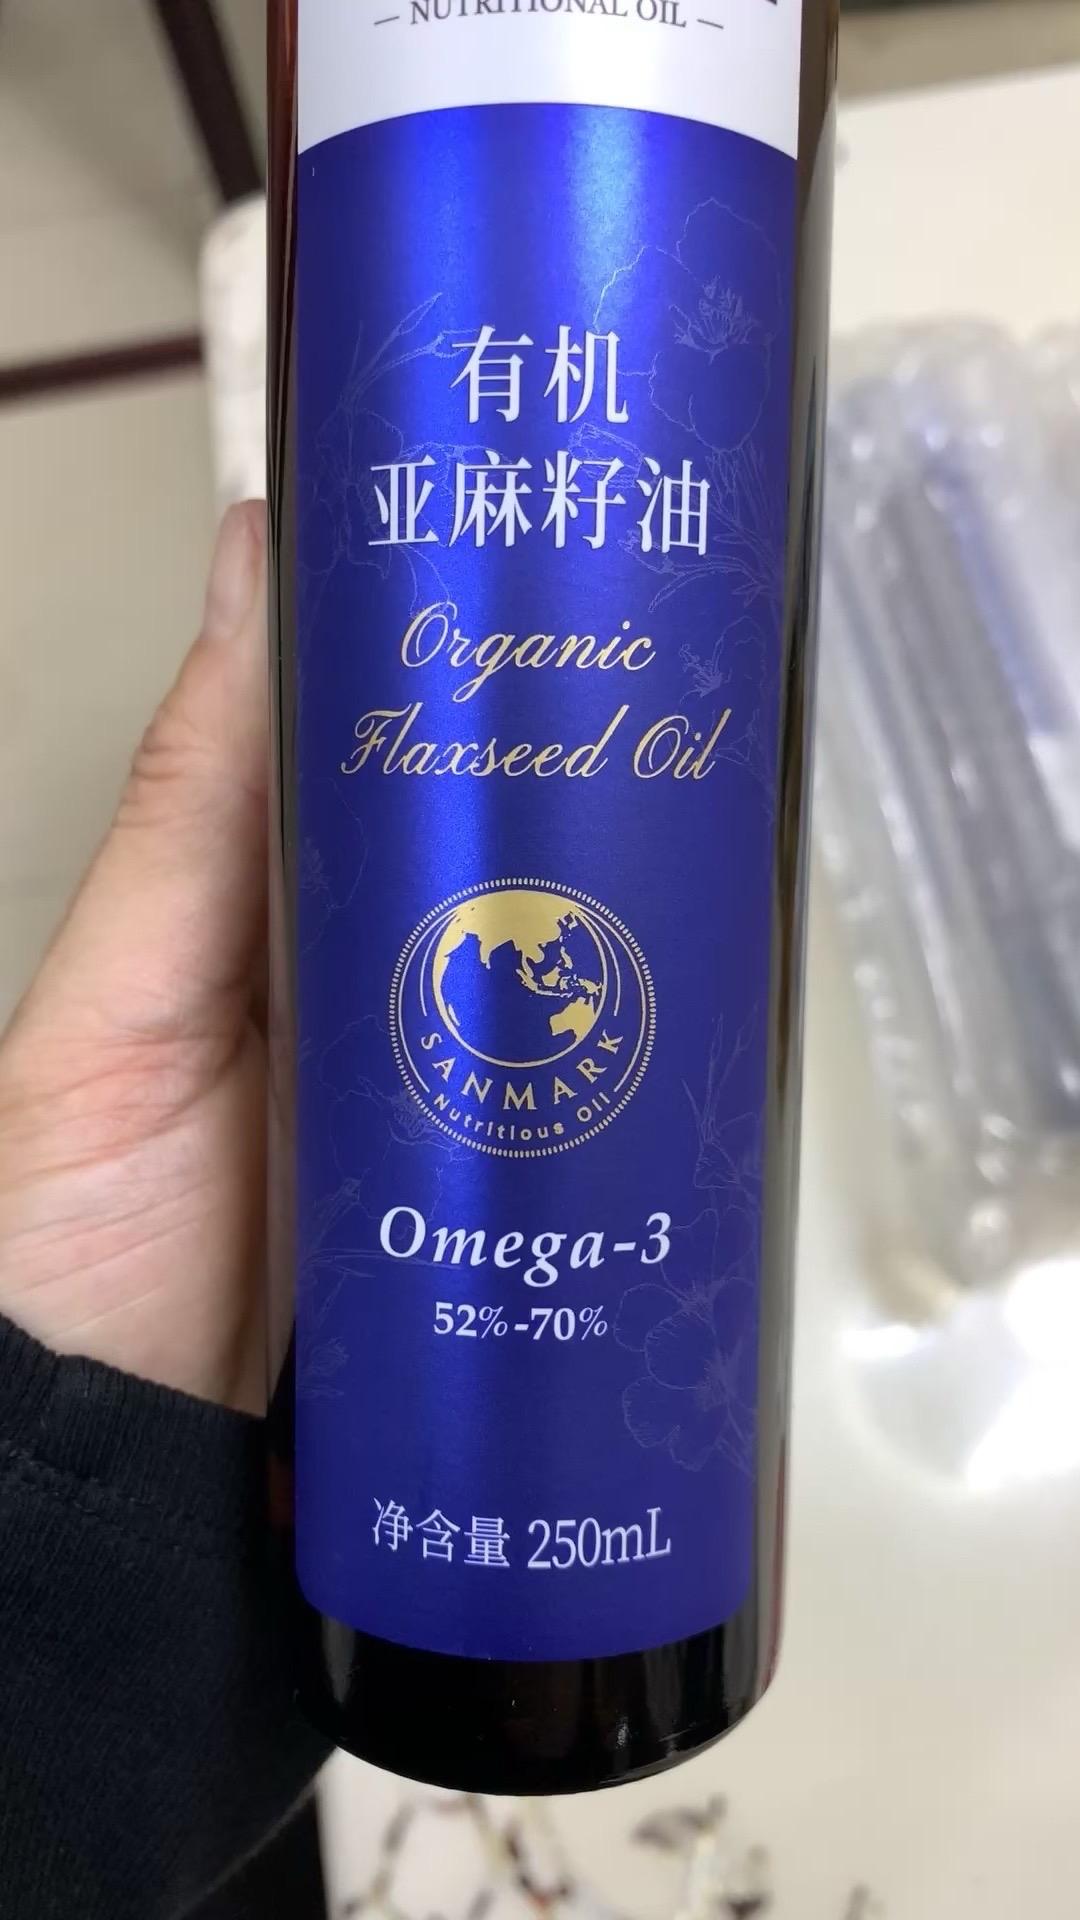 — NUTRITIONAL OIL —
有机
亚麻籽油
Organic
Flaxseed Oil
SANMARK
Nutritious Oil
Omega-3
52%-70%
净含量 250mL